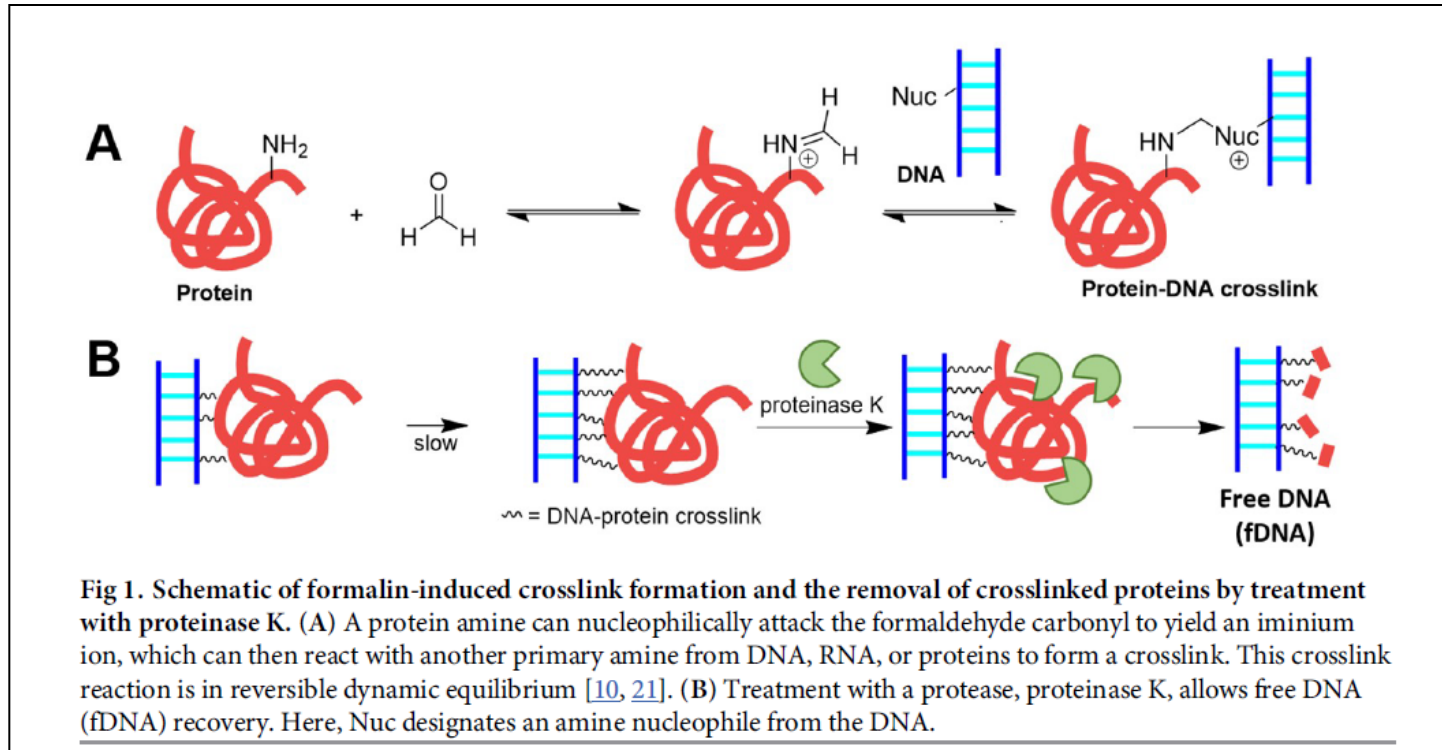 A
NH₂
+
O
H H
Protein
HN
⊕
H
H
Nuc
DNA
HN
Nuc
⊕
Protein-DNA crosslink
B
slow
proteinase K
= DNA-protein crosslink
Free DNA
(fDNA)
Fig 1. Schematic of formalin-induced crosslink formation and the removal of crosslinked proteins by treatment
with proteinase K. (A) A protein amine can nucleophilically attack the formaldehyde carbonyl to yield an iminium
ion, which can then react with another primary amine from DNA, RNA, or proteins to form a crosslink. This crosslink
reaction is in reversible dynamic equilibrium [10, 21]. (B) Treatment with a protease, proteinase K, allows free DNA
(fDNA) recovery. Here, Nuc designates an amine nucleophile from the DNA.